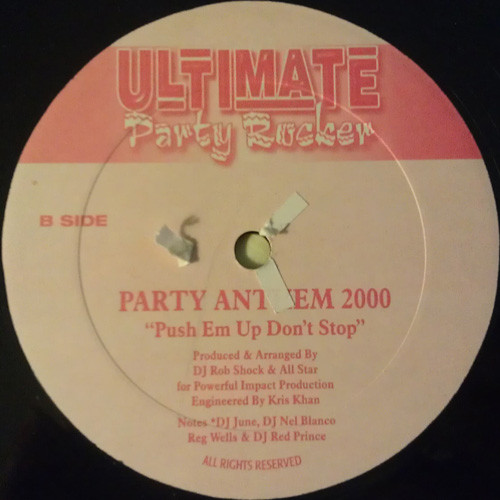 ULTIMATE
Party Rocker
B SIDE
PARTY ANTHEM 2000
“Push Em Up Don't Stop”
Produced & Arranged By
DJ Rob Shock & All Star
for Powerful Impact Production
Engineered By Kris Khan
Notes *DJ June, DJ Nel Blanco
Reg Wells & DJ Red Prince
ALL RIGHTS RESERVED